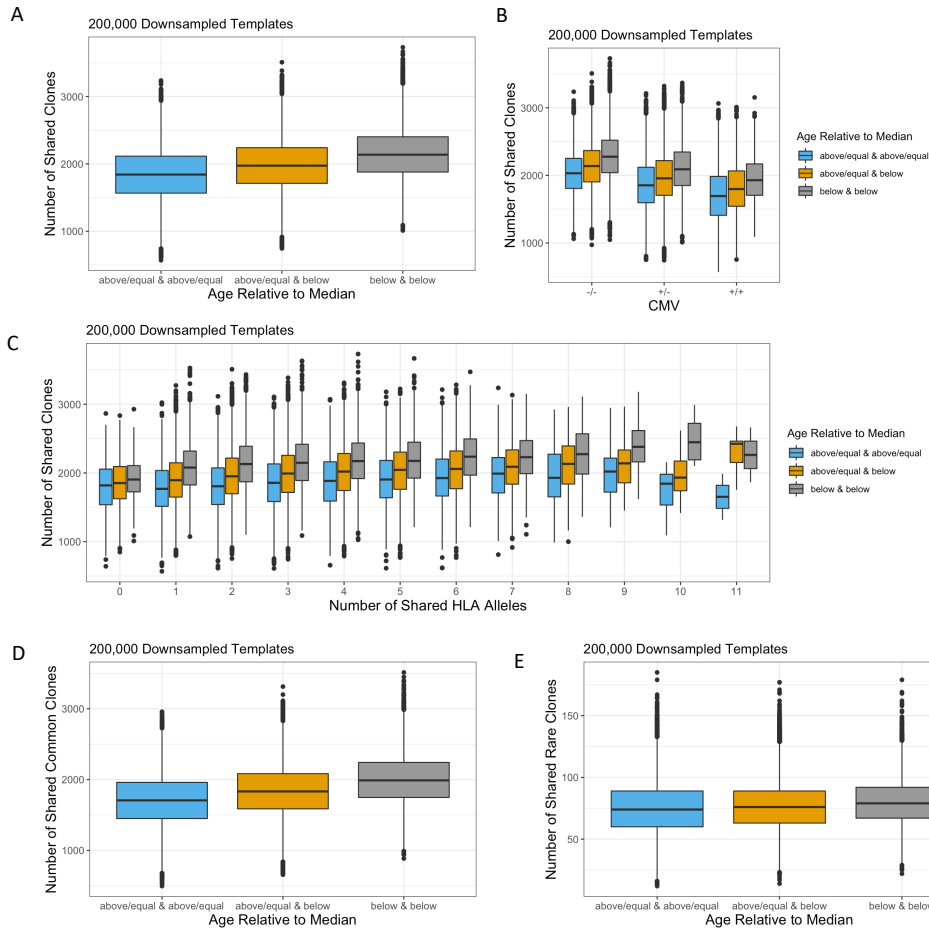 A
200,000 Downsampled Templates
Number of Shared Clones
3000
2000
1000
above/equal & above/equal
above/equal & below
below & below
Age Relative to Median
B
200,000 Downsampled Templates
Number of Shared Clones
3000
2000
1000
-/-
+/-
+/+
CMV
Age Relative to Median
above/equal & above/equal
above/equal & below
below & below
C
200,000 Downsampled Templates
Number of Shared Clones
3000
2000
1000
0 1 2 3 4 5 6 7 8 9 10 11
Number of Shared HLA Alleles
Age Relative to Median
above/equal & above/equal
above/equal & below
below & below
D
200,000 Downsampled Templates
Number of Shared Common Clones
3000
2000
1000
above/equal & above/equal
above/equal & below
below & below
Age Relative to Median
E
200,000 Downsampled Templates
Number of Shared Rare Clones
150
100
50
above/equal & above/equal
above/equal & below
below & below
Age Relative to Median